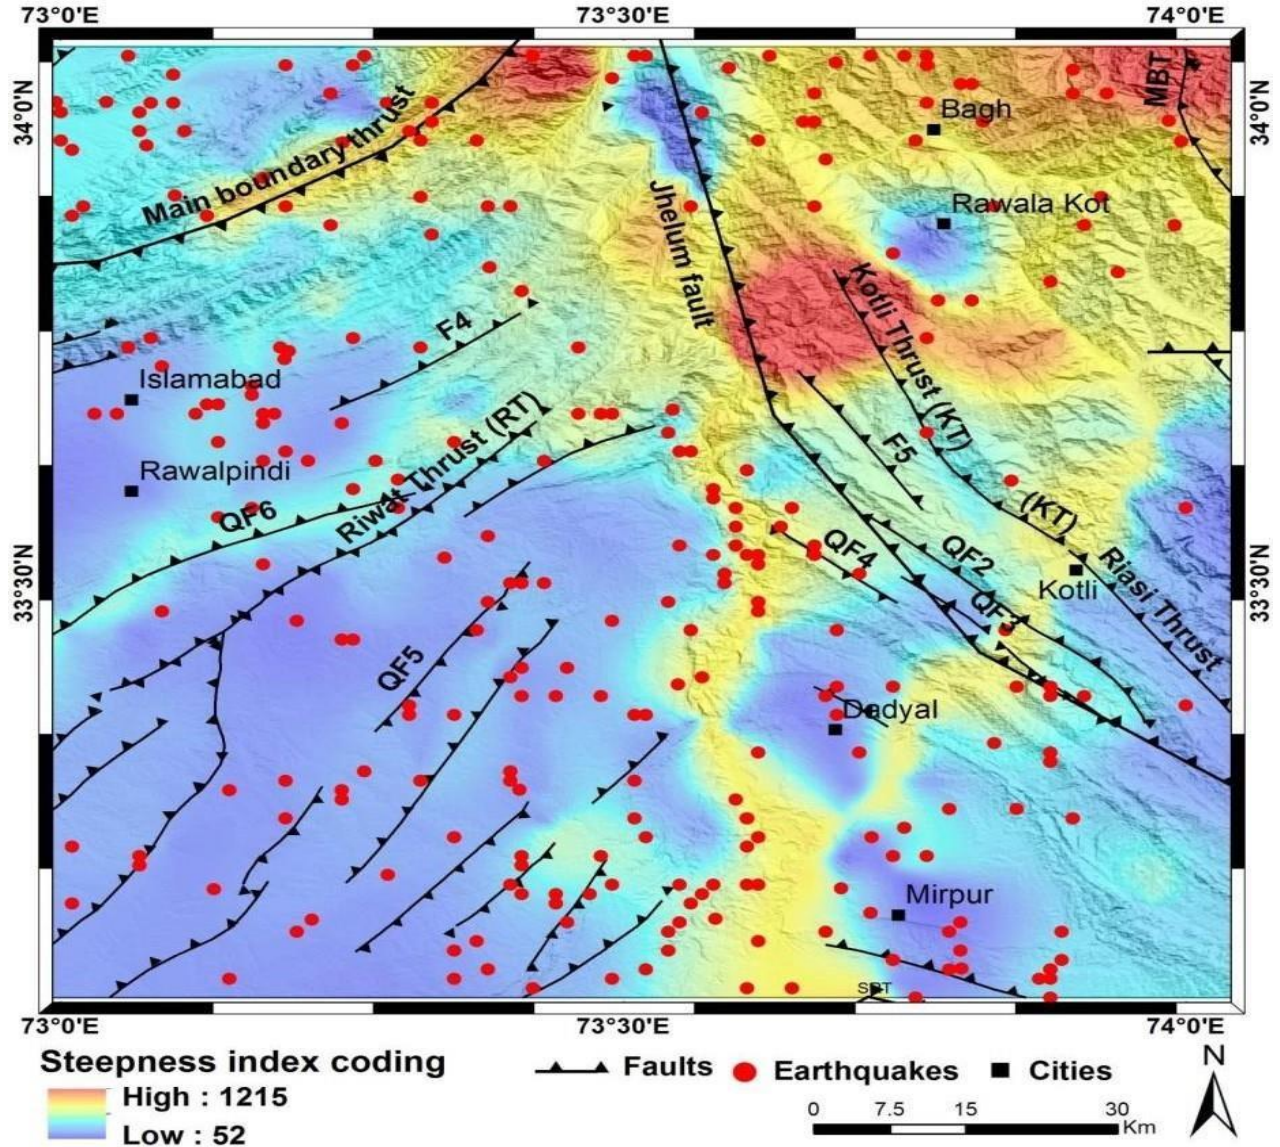 73°0'E 73°30'E 74°0'E
34°0'N
34°0'N
MBT
Bagh
Main boundary thrust
Rawala Kot
Jhelum fault
Kotli Thrust (KT)
F4
Islamabad
Riwat Thrust (RT)
F5
Rawalpindi
(KT)
QF6
QF4
QF2
33°30'N
33°30'N
Riasi Thrust
Kotli
QF3
QF5
Dadyal
Mirpur
SRT
73°0'E 73°30'E 74°0'E
Steepness index coding
High : 1215
Low : 52
Faults Earthquakes Cities
N
0 7.5 15 30
Km